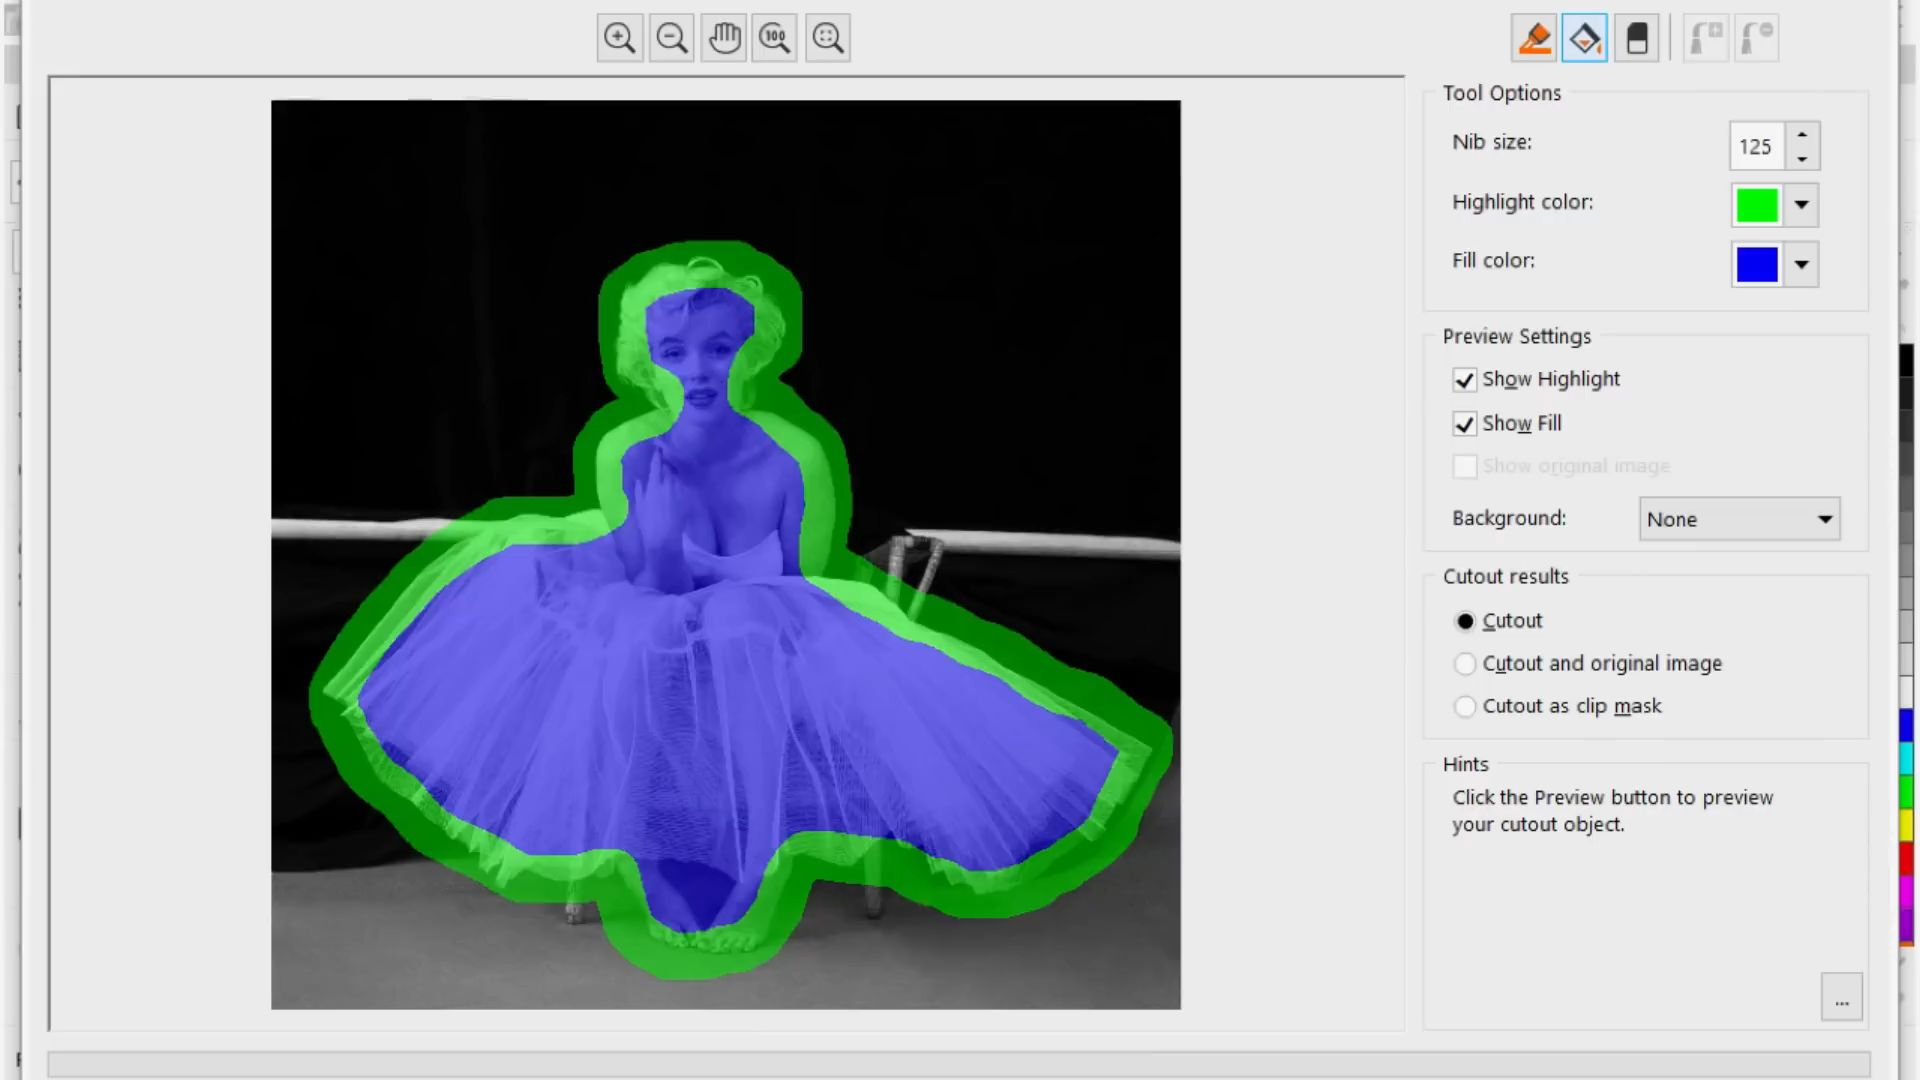 100
Tool Options
Nib size:
125
Highlight color:
Fill color:
Preview Settings
Show Highlight
Show Fill
Show original image
Background:
None
Cutout results
Cutout
Cutout and original image
Cutout as clip mask
Hints
Click the Preview button to preview
your cutout object.
...